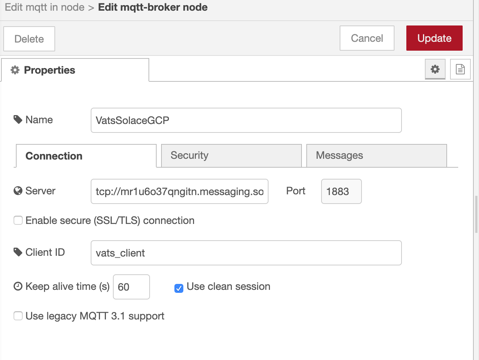 Edit mqtt in node > Edit mqtt-broker node
Delete Cancel Update
Properties
Name VatsSolaceGCP
Connection Security Messages
Server tcp://mr1u6o37qngitn.messaging.so Port 1883
Enable secure (SSL/TLS) connection
Client ID vats_client
Keep alive time (s) 60 Use clean session
Use legacy MQTT 3.1 support